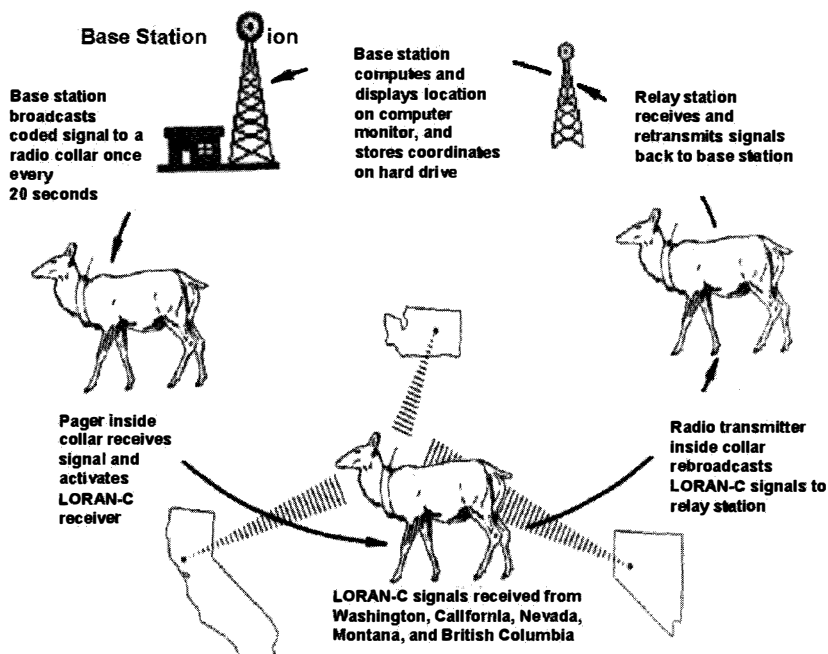 Base Station
ion
Base station
broadcasts
coded signal to a
radio collar once
every
20 seconds
Base station
computes and
displays location
on computer
monitor, and
stores coordinates
on hard drive
Relay station
receives and
retransmits signals
back to base station
Pager inside
collar receives
signal and
activates
LORAN-C
receiver
Radio transmitter
inside collar
rebroadcasts
LORAN-C signals to
relay station
LORAN-C signals received from
Washington, California, Nevada,
Montana, and British Columbia